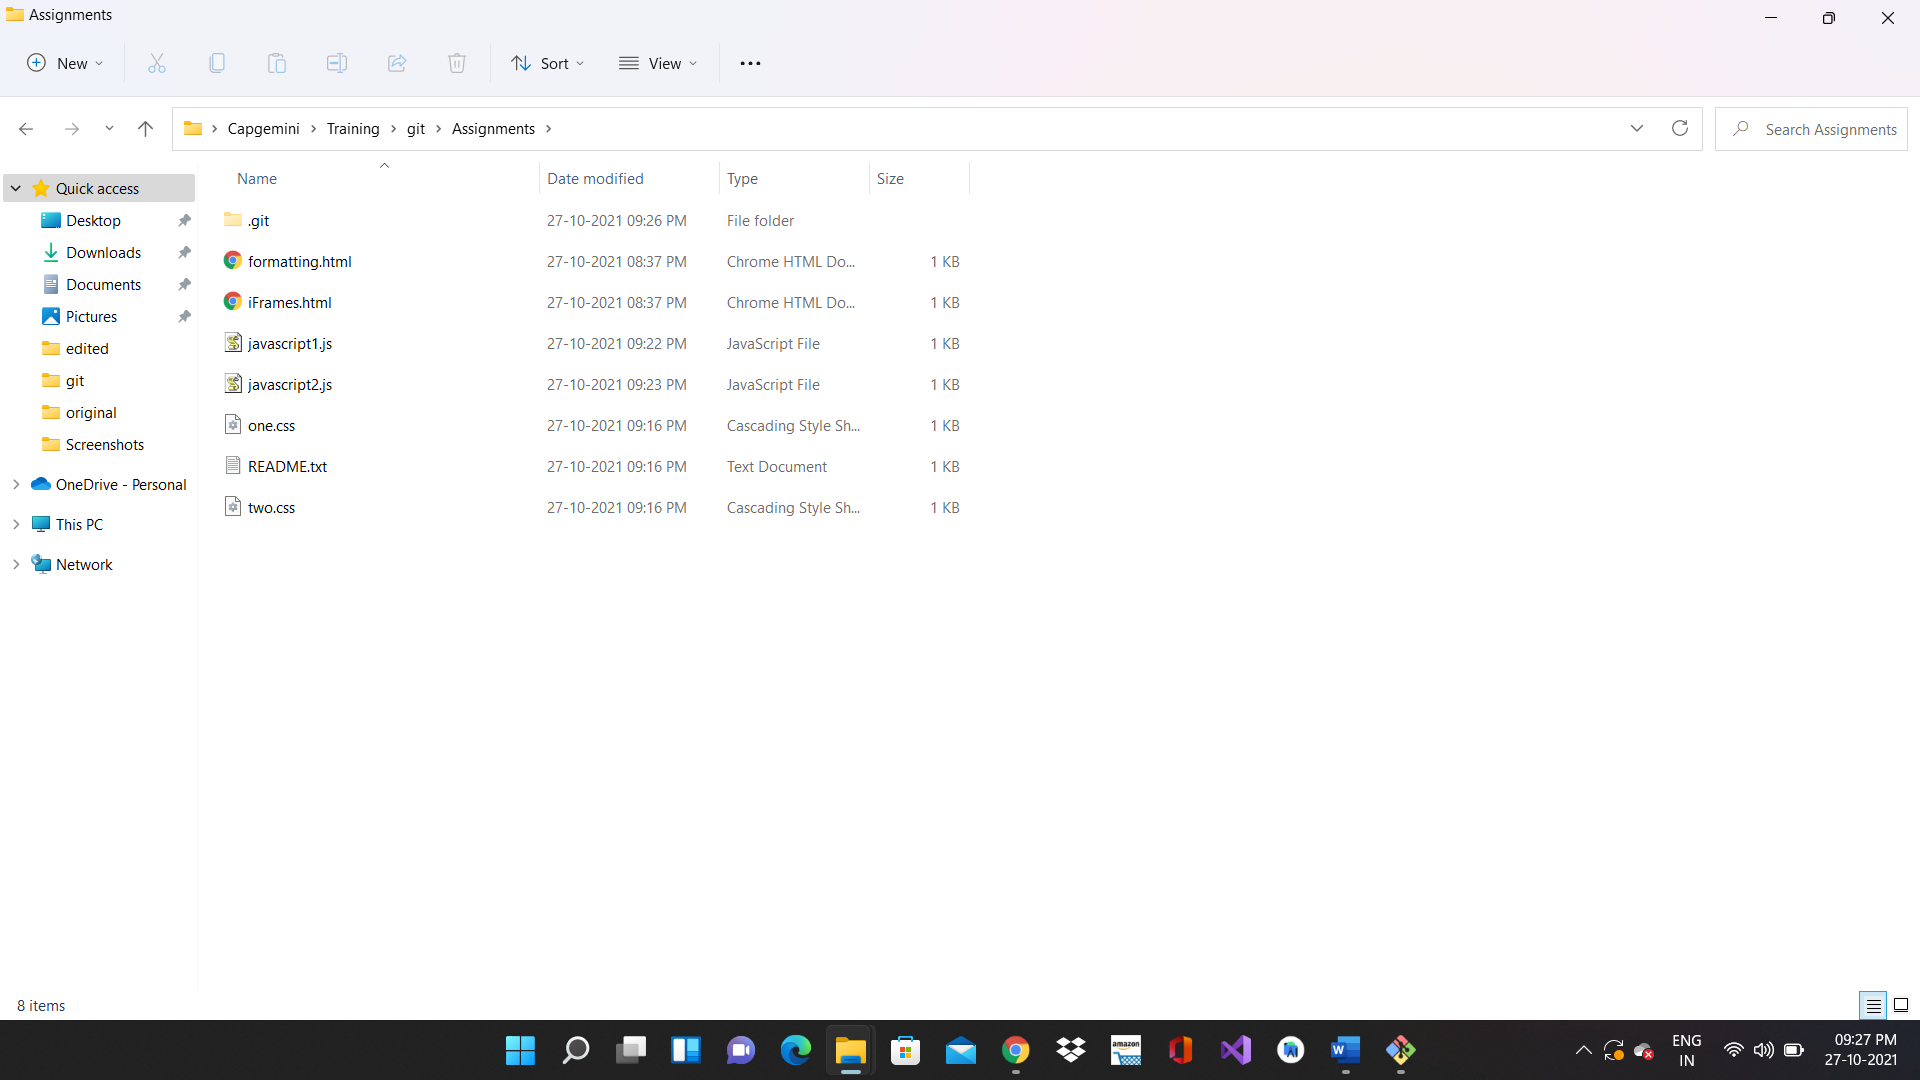 Assignments
New
Sort
View
Capgemini > Training > git > Assignments >
Search Assignments
Name
Date modified
Type
Size
Quick access
Desktop
Downloads
Documents
Pictures
edited
git
original
Screenshots
OneDrive - Personal
This PC
Network
.git 27-10-2021 09:26 PM File folder
formatting.html 27-10-2021 08:37 PM Chrome HTML Do... 1 KB
iFrames.html 27-10-2021 08:37 PM Chrome HTML Do... 1 KB
javascript1.js 27-10-2021 09:22 PM JavaScript File 1 KB
javascript2.js 27-10-2021 09:23 PM JavaScript File 1 KB
one.css 27-10-2021 09:16 PM Cascading Style Sh... 1 KB
README.txt 27-10-2021 09:16 PM Text Document 1 KB
two.css 27-10-2021 09:16 PM Cascading Style Sh... 1 KB
8 items
amazon
W
ENG
IN
09:27 PM
27-10-2021